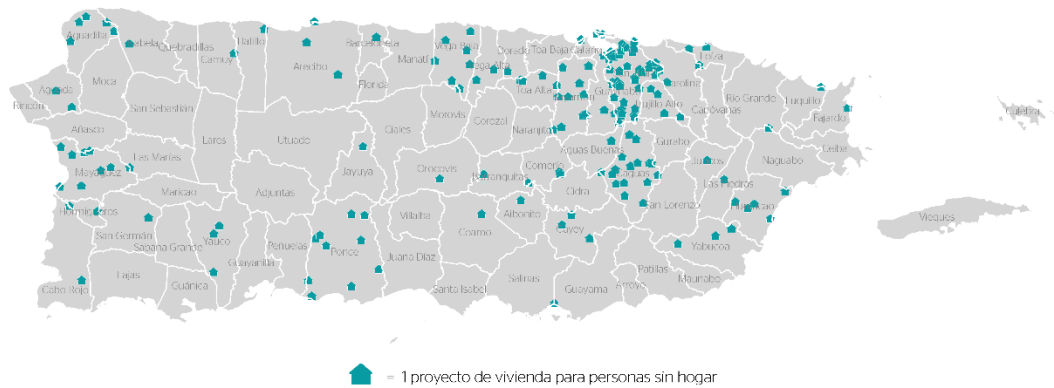 Aguadilla
Isabela
Quebradillas
Camuy
Hatillo
Arecibo
Barceloneta
Manatí
Vega Baja
Vega Alta
Dorado
Toa Baja
Cataño
Loíza
Carolina
Moca
Aguada
Rincón
San Sebastián
Florida
Morovis
Corozal
Toa Alta
Naranjito
Bayamón
Guaynabo
Trujillo Alto
Canóvanas
Río Grande
Luquillo
Fajardo
Culebra
Añasco
Las Marías
Lares
Utuado
Ciales
Mayagüez
Maricao
Adjuntas
Jayuya
Orocovis
Barranquitas
Comerío
Aguas Buenas
Gurabo
Caguas
Cidra
Juncos
Las Piedras
Naguabo
Ceiba
Hormigueros
San Germán
Sabana Grande
Yauco
Guayanilla
Peñuelas
Ponce
Villalba
Juana Díaz
Coamo
Aibonito
Cayey
San Lorenzo
Humacao
Yabucoa
Vieques
Cabo Rojo
Lajas
Guánica
Santa Isabel
Salinas
Guayama
Arroyo
Patillas
Maunabo
= 1 proyecto de vivienda para personas sin hogar